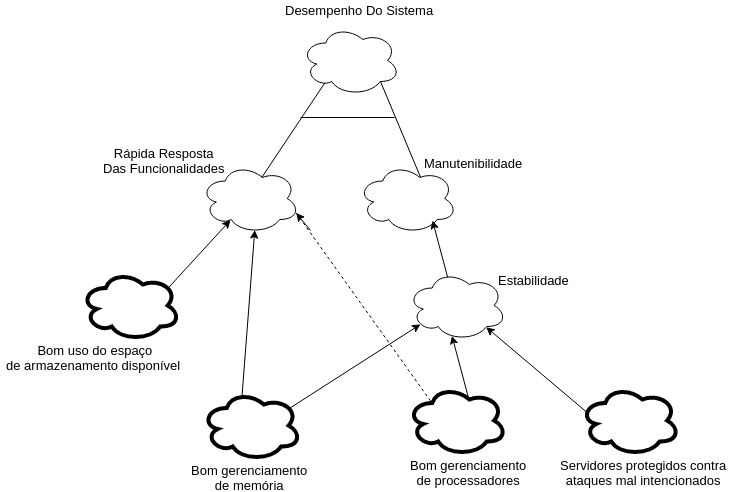 Desempenho Do Sistema
Rápida Resposta
Das Funcionalidades
Manutenibilidade
Estabilidade
Bom uso do espaço
de armazenamento disponível
Bom gerenciamento
de memória
Bom gerenciamento
de processadores
Servidores protegidos contra
ataques mal intencionados